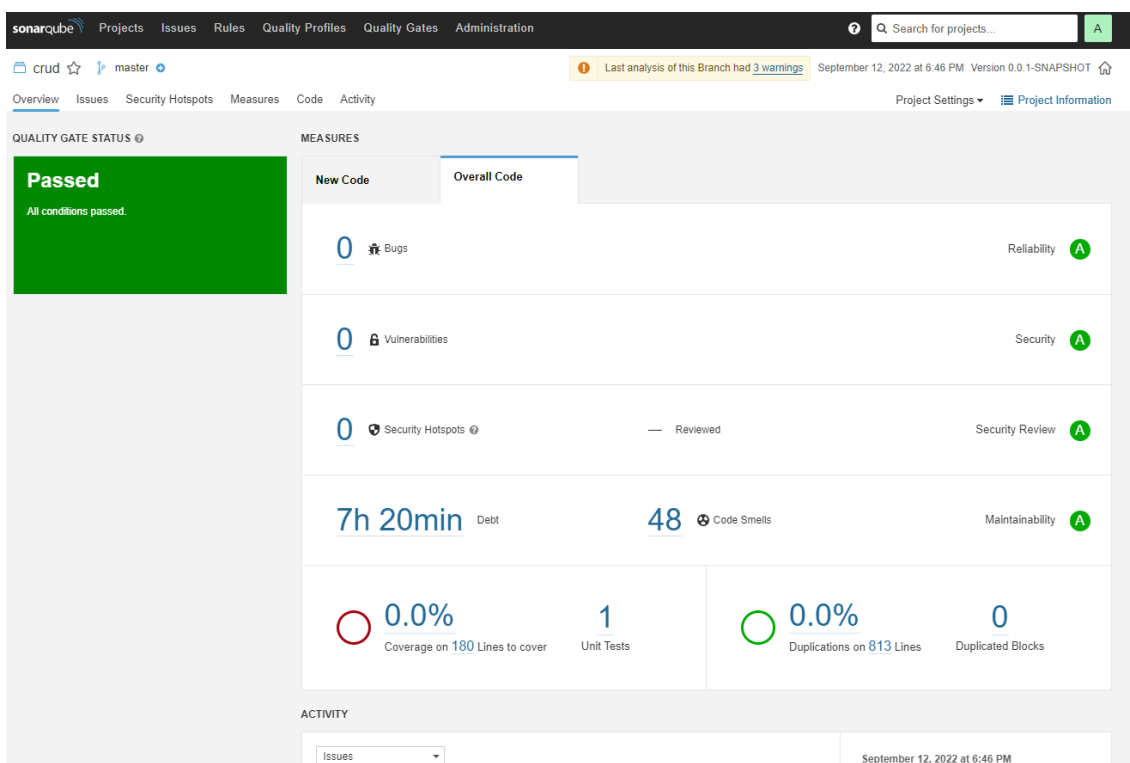 sonarqube Projects Issues Rules Quality Profiles Quality Gates Administration ? Search for projects... A
crud master Last analysis of this Branch had 3 warnings September 12, 2022 at 6:46 PM Version 0.0.1-SNAPSHOT
Overview Issues Security Hotspots Measures Code Activity Project Settings Project Information
QUALITY GATE STATUS ?
Passed
All conditions passed.
MEASURES
New Code Overall Code
0 Bugs Reliability A
0 Vulnerabilities Security A
0 Security Hotspots ? — Reviewed Security Review A
7h 20min Debt 48 Code Smells Maintainability A
0.0% 1
Coverage on 180 Lines to cover Unit Tests
0.0% 0
Duplications on 813 Lines Duplicated Blocks
ACTIVITY
Issues
September 12, 2022 at 6:46 PM